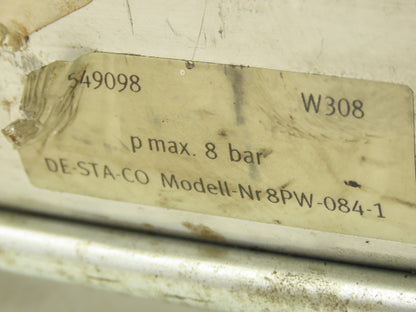 549098 W308
p max. 8 bar
DE-STA-CO Modell-Nr 8PW-084-1